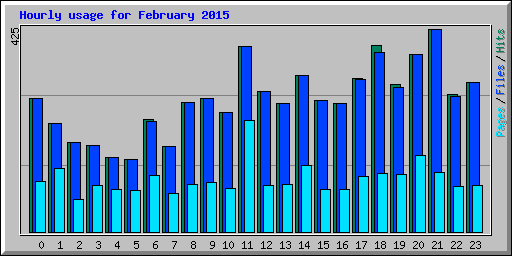 Hourly usage for February 2015
425
Pages / Files / Hits
0 1 2 3 4 5 6 7 8 9 10 11 12 13 14 15 16 17 18 19 20 21 22 23